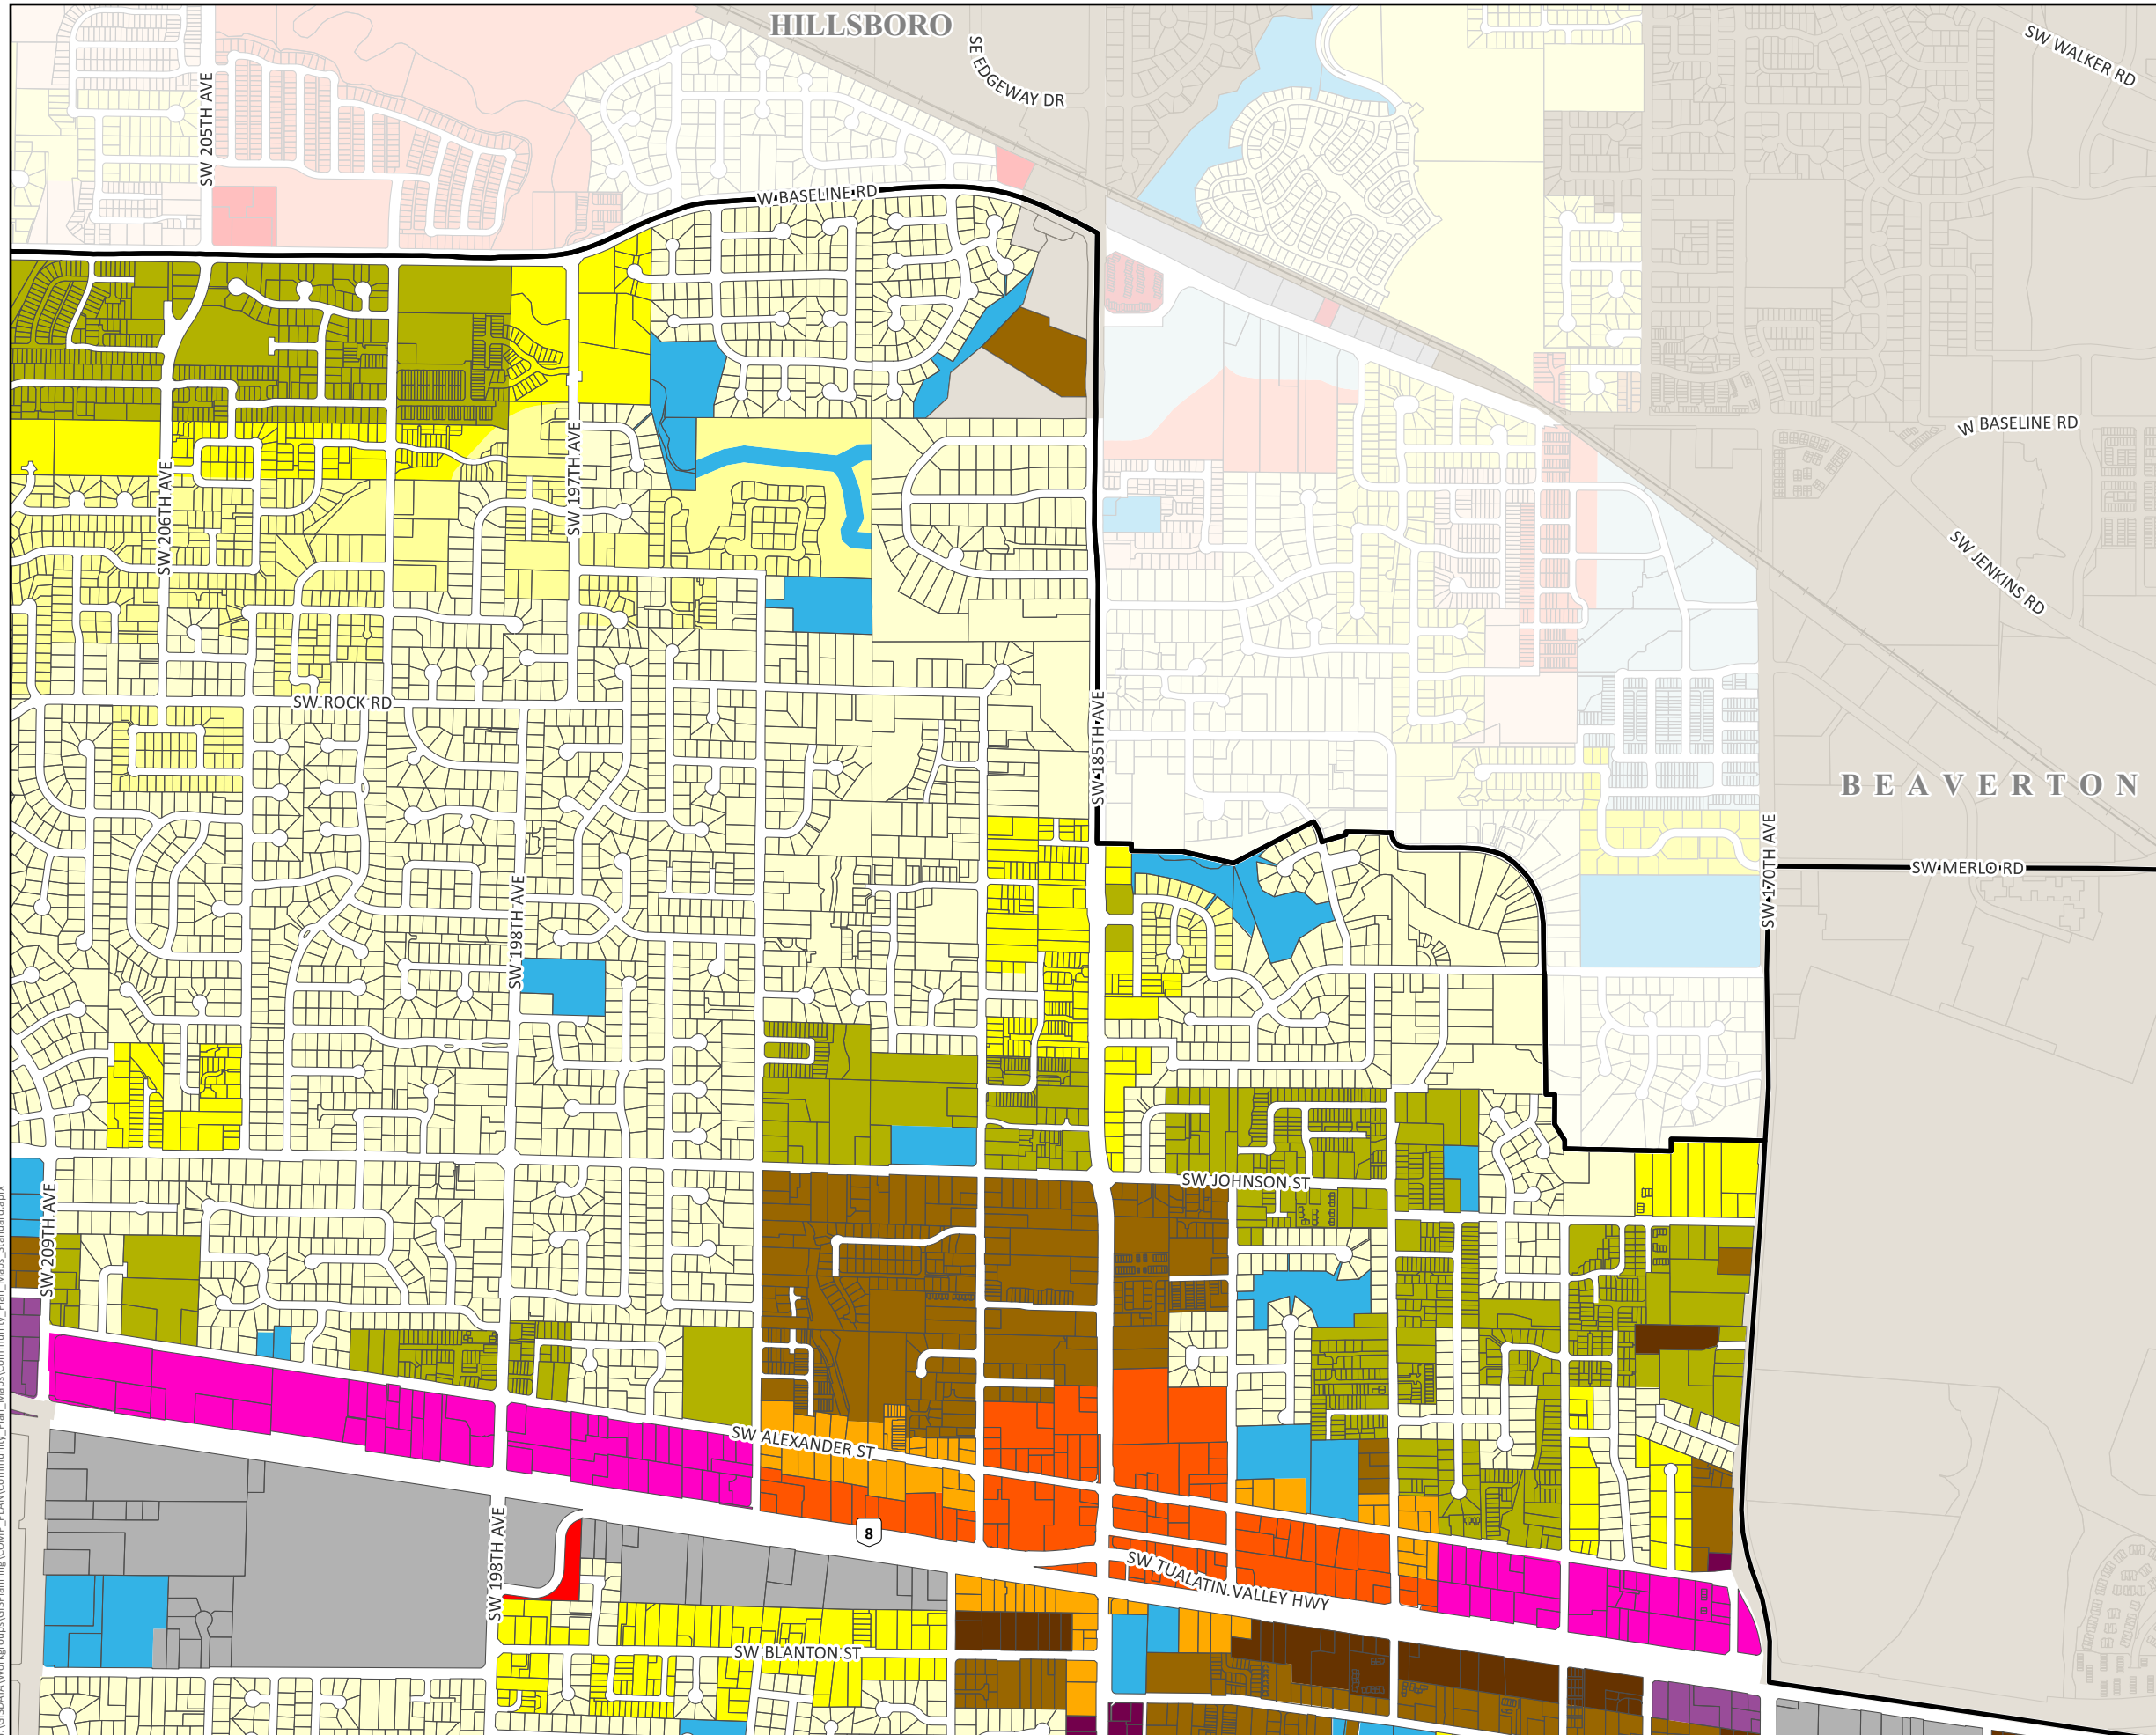 HILLSBORO
SW WALKER RD
SE EDGEWAY DR
SW 205TH AVE
W BASELINE RD
W BASELINE RD
SW 206TH AVE
SW 197TH AVE
SW JENKINS RD
SW ROCK RD
SW 185TH AVE
BEAVERTON
SW 170TH AVE
SW MERLO RD
SW 198TH AVE
SW JOHNSON ST
SW 209TH AVE
SW ALEXANDER ST
8
SW TUALATIN VALLEY HWY
SW 198TH AVE
SW BLANTON ST